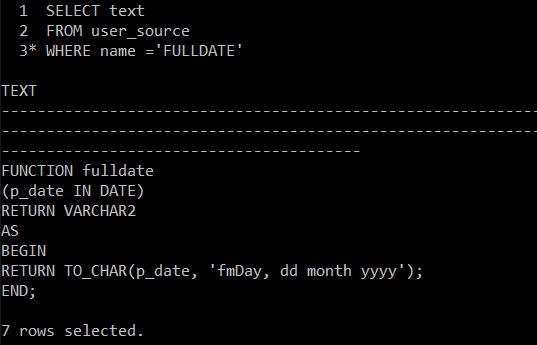 1 SELECT text
2 FROM user_source
3* WHERE name ='FULLDATE'
TEXT
------------------------------------------------------------
------------------------------------------------------------
----------------------------------------
FUNCTION fulldate
(p_date IN DATE)
RETURN VARCHAR2
AS
BEGIN
RETURN TO_CHAR(p_date, 'fmDay, dd month yyyy');
END;
7 rows selected.